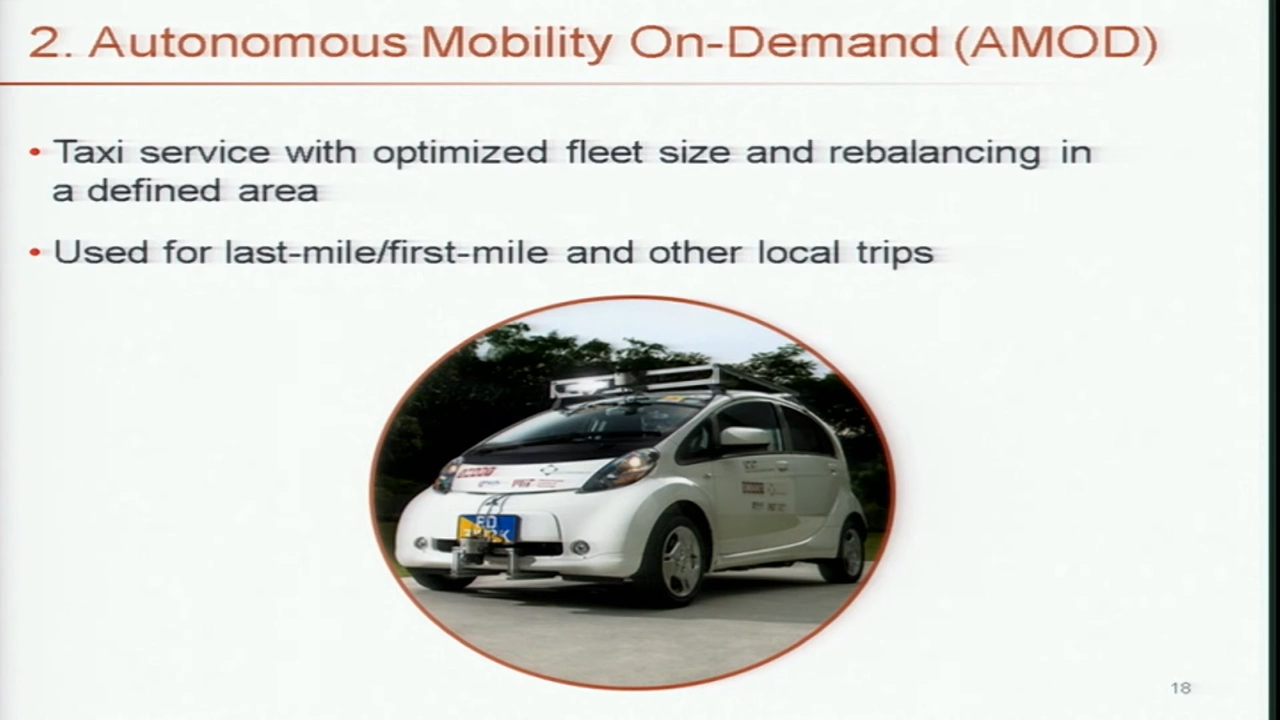 2. Autonomous Mobility On-Demand (AMOD)
• Taxi service with optimized fleet size and rebalancing in
a defined area
• Used for last-mile/first-mile and other local trips
18